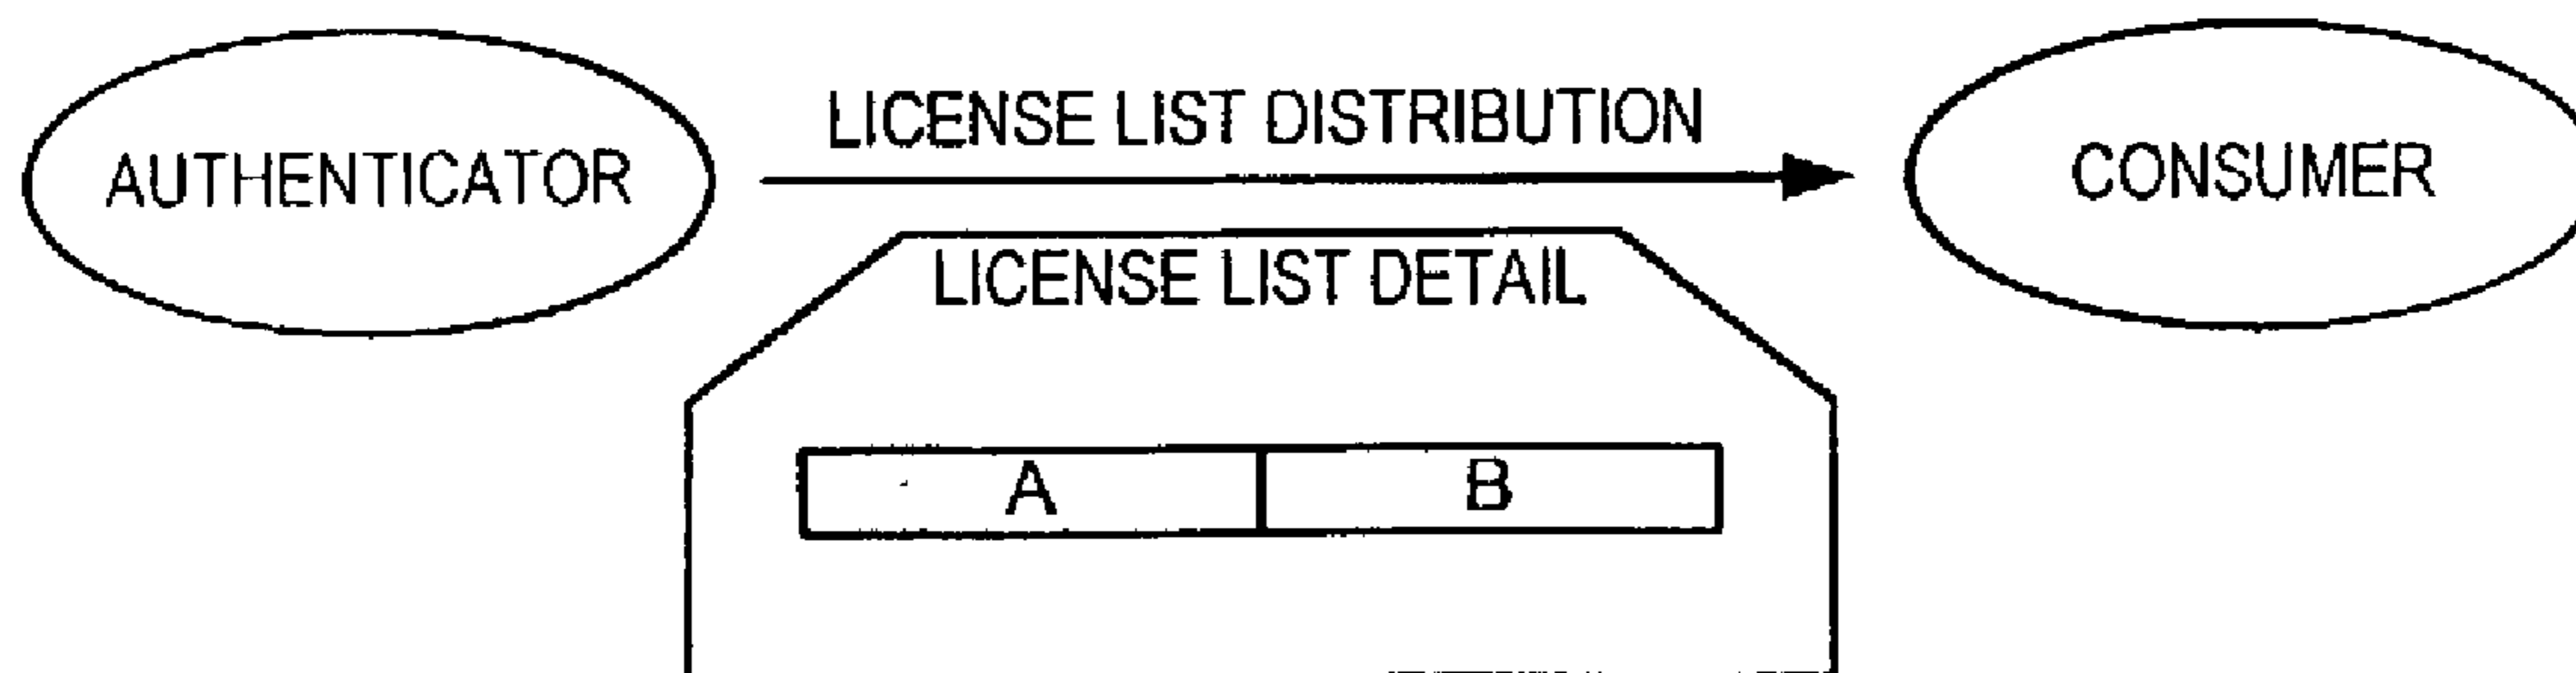 LICENSE LIST DISTRIBUTION
AUTHENTICATOR
CONSUMER
LICENSE LIST DETAIL
A
B